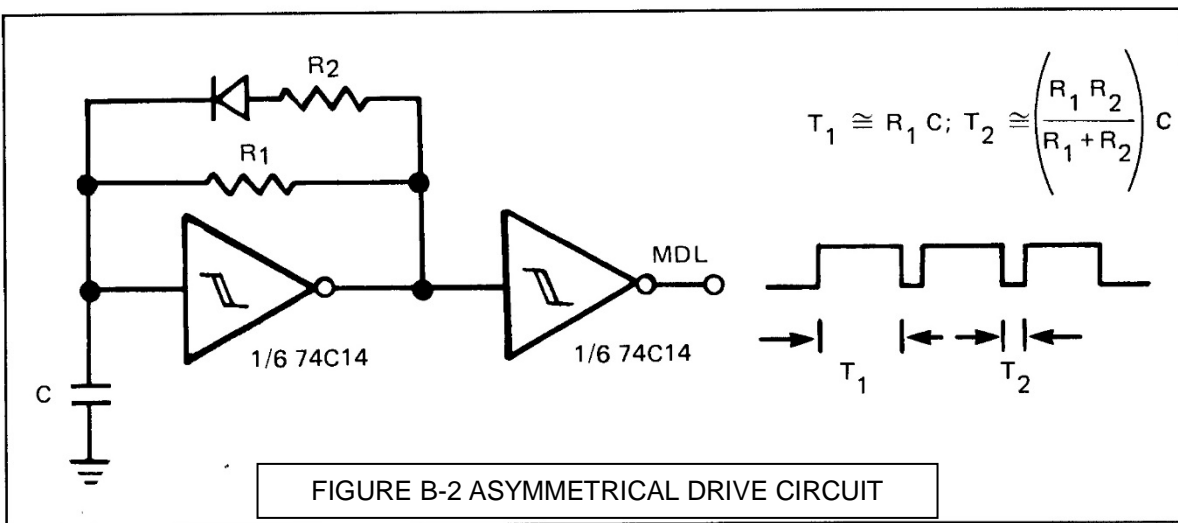 R2
R1
T1 ≅ R1 C; T2 ≅ (R1 R2 / R1 + R2) C
MDL
1/6 74C14
1/6 74C14
C
T1
T2
FIGURE B-2 ASYMMETRICAL DRIVE CIRCUIT